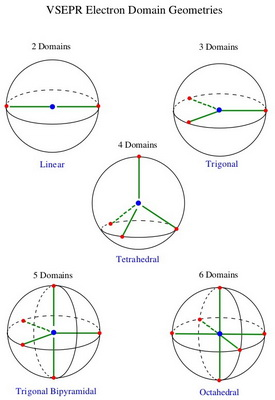 VSEPR Electron Domain Geometries
2 Domains
3 Domains
Linear
Trigonal
4 Domains
Tetrahedral
5 Domains
6 Domains
Trigonal Bipyramidal
Octahedral